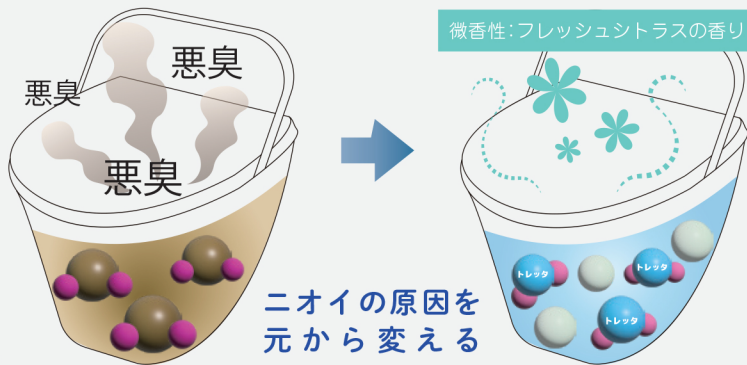 悪臭
悪臭
悪臭
微香性:フレッシュシトラスの香り
トレッタ
トレッタ
トレッタ
ニオイの原因を
元から変える